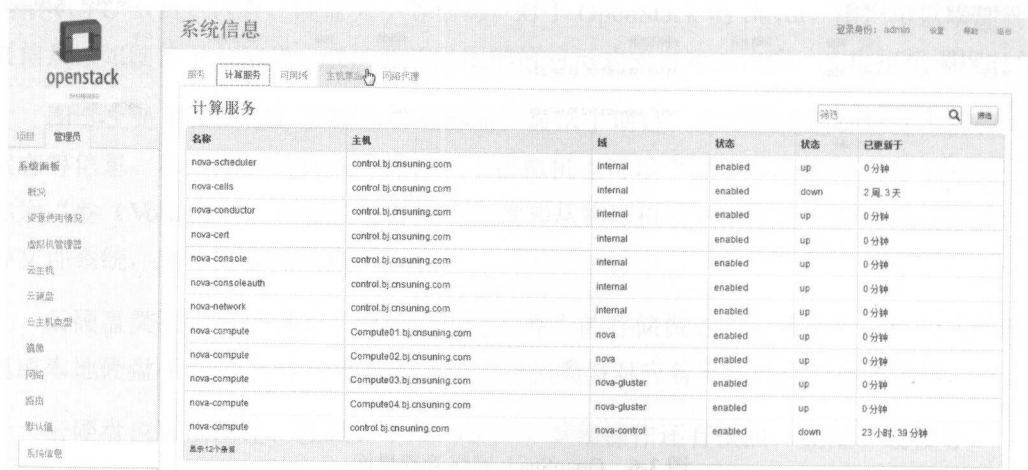 系统信息
登录身份: admin 设置 帮助 退出
openstack
服务 计算服务 可用域 主机集合 网络代理
计算服务
筛选 筛选
项目 管理员
系统面板
概况
资源使用情况
虚拟机管理器
云主机
云硬盘
云主机类型
镜像
网络
路由
默认值
系统信息
名称 主机 域 状态 状态 已更新于
nova-scheduler control.bj.cnsuning.com internal enabled up 0 分钟
nova-cells control.bj.cnsuning.com internal enabled down 2 周, 3 天
nova-conductor control.bj.cnsuning.com internal enabled up 0 分钟
nova-cert control.bj.cnsuning.com internal enabled up 0 分钟
nova-console control.bj.cnsuning.com internal enabled up 0 分钟
nova-consoleauth control.bj.cnsuning.com internal enabled up 0 分钟
nova-network control.bj.cnsuning.com internal enabled up 0 分钟
nova-compute Compute01.bj.cnsuning.com nova enabled up 0 分钟
nova-compute Compute02.bj.cnsuning.com nova enabled up 0 分钟
nova-compute Compute03.bj.cnsuning.com nova-gluster enabled up 0 分钟
nova-compute Compute04.bj.cnsuning.com nova-gluster enabled up 0 分钟
nova-compute control.bj.cnsuning.com nova-control enabled down 23 小时, 39 分钟
显示12个条目